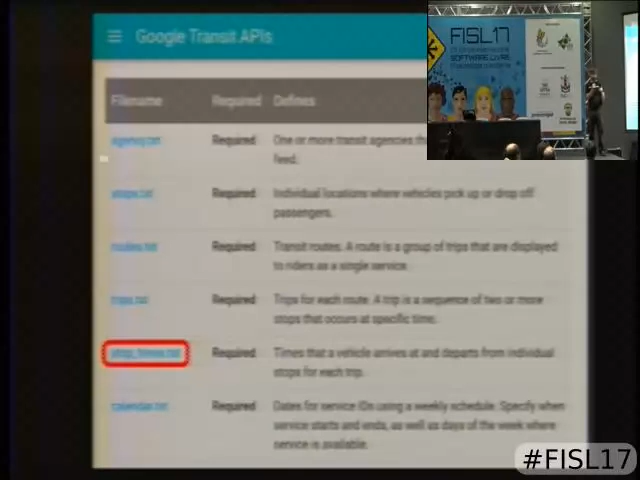 Google Transit APIs
Filename Required Defines
agency.txt Required One or more transit agencies
feed.
stops.txt Required Individual locations where vehicles pick up or drop off
passengers.
routes.txt Required Transit routes. A route is a group of trips that are displayed
to riders as a single service.
trips.txt Required Trips for each route. A trip is a sequence of two or more
stops that occurs at specific time.
stop_times.txt Required Times that a vehicle arrives at and departs from individual
stops for each trip.
calendar.txt Required Dates for service IDs using a weekly schedule. Specify when
service starts and ends, as well as days of the week where
service is available.
FISL17
SOFTWARE LIVRE
#FISL17